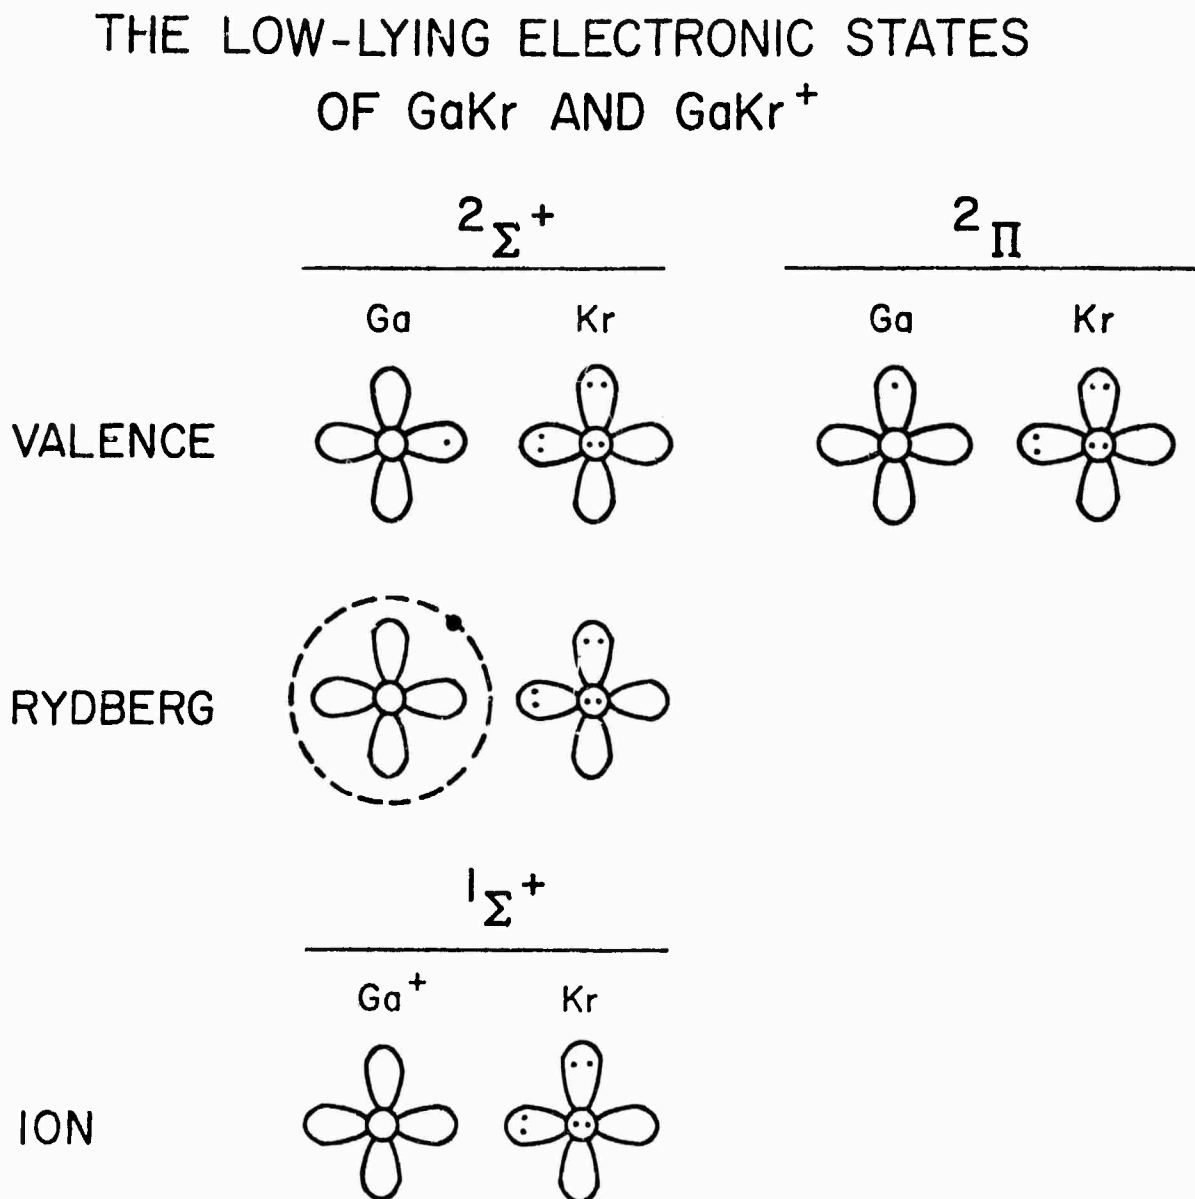 THE LOW-LYING ELECTRONIC STATES
OF GaKr AND GaKr⁺
²Σ⁺ ²Π
Ga Kr Ga Kr
VALENCE
RYDBERG
¹Σ⁺
Ga⁺ Kr
ION